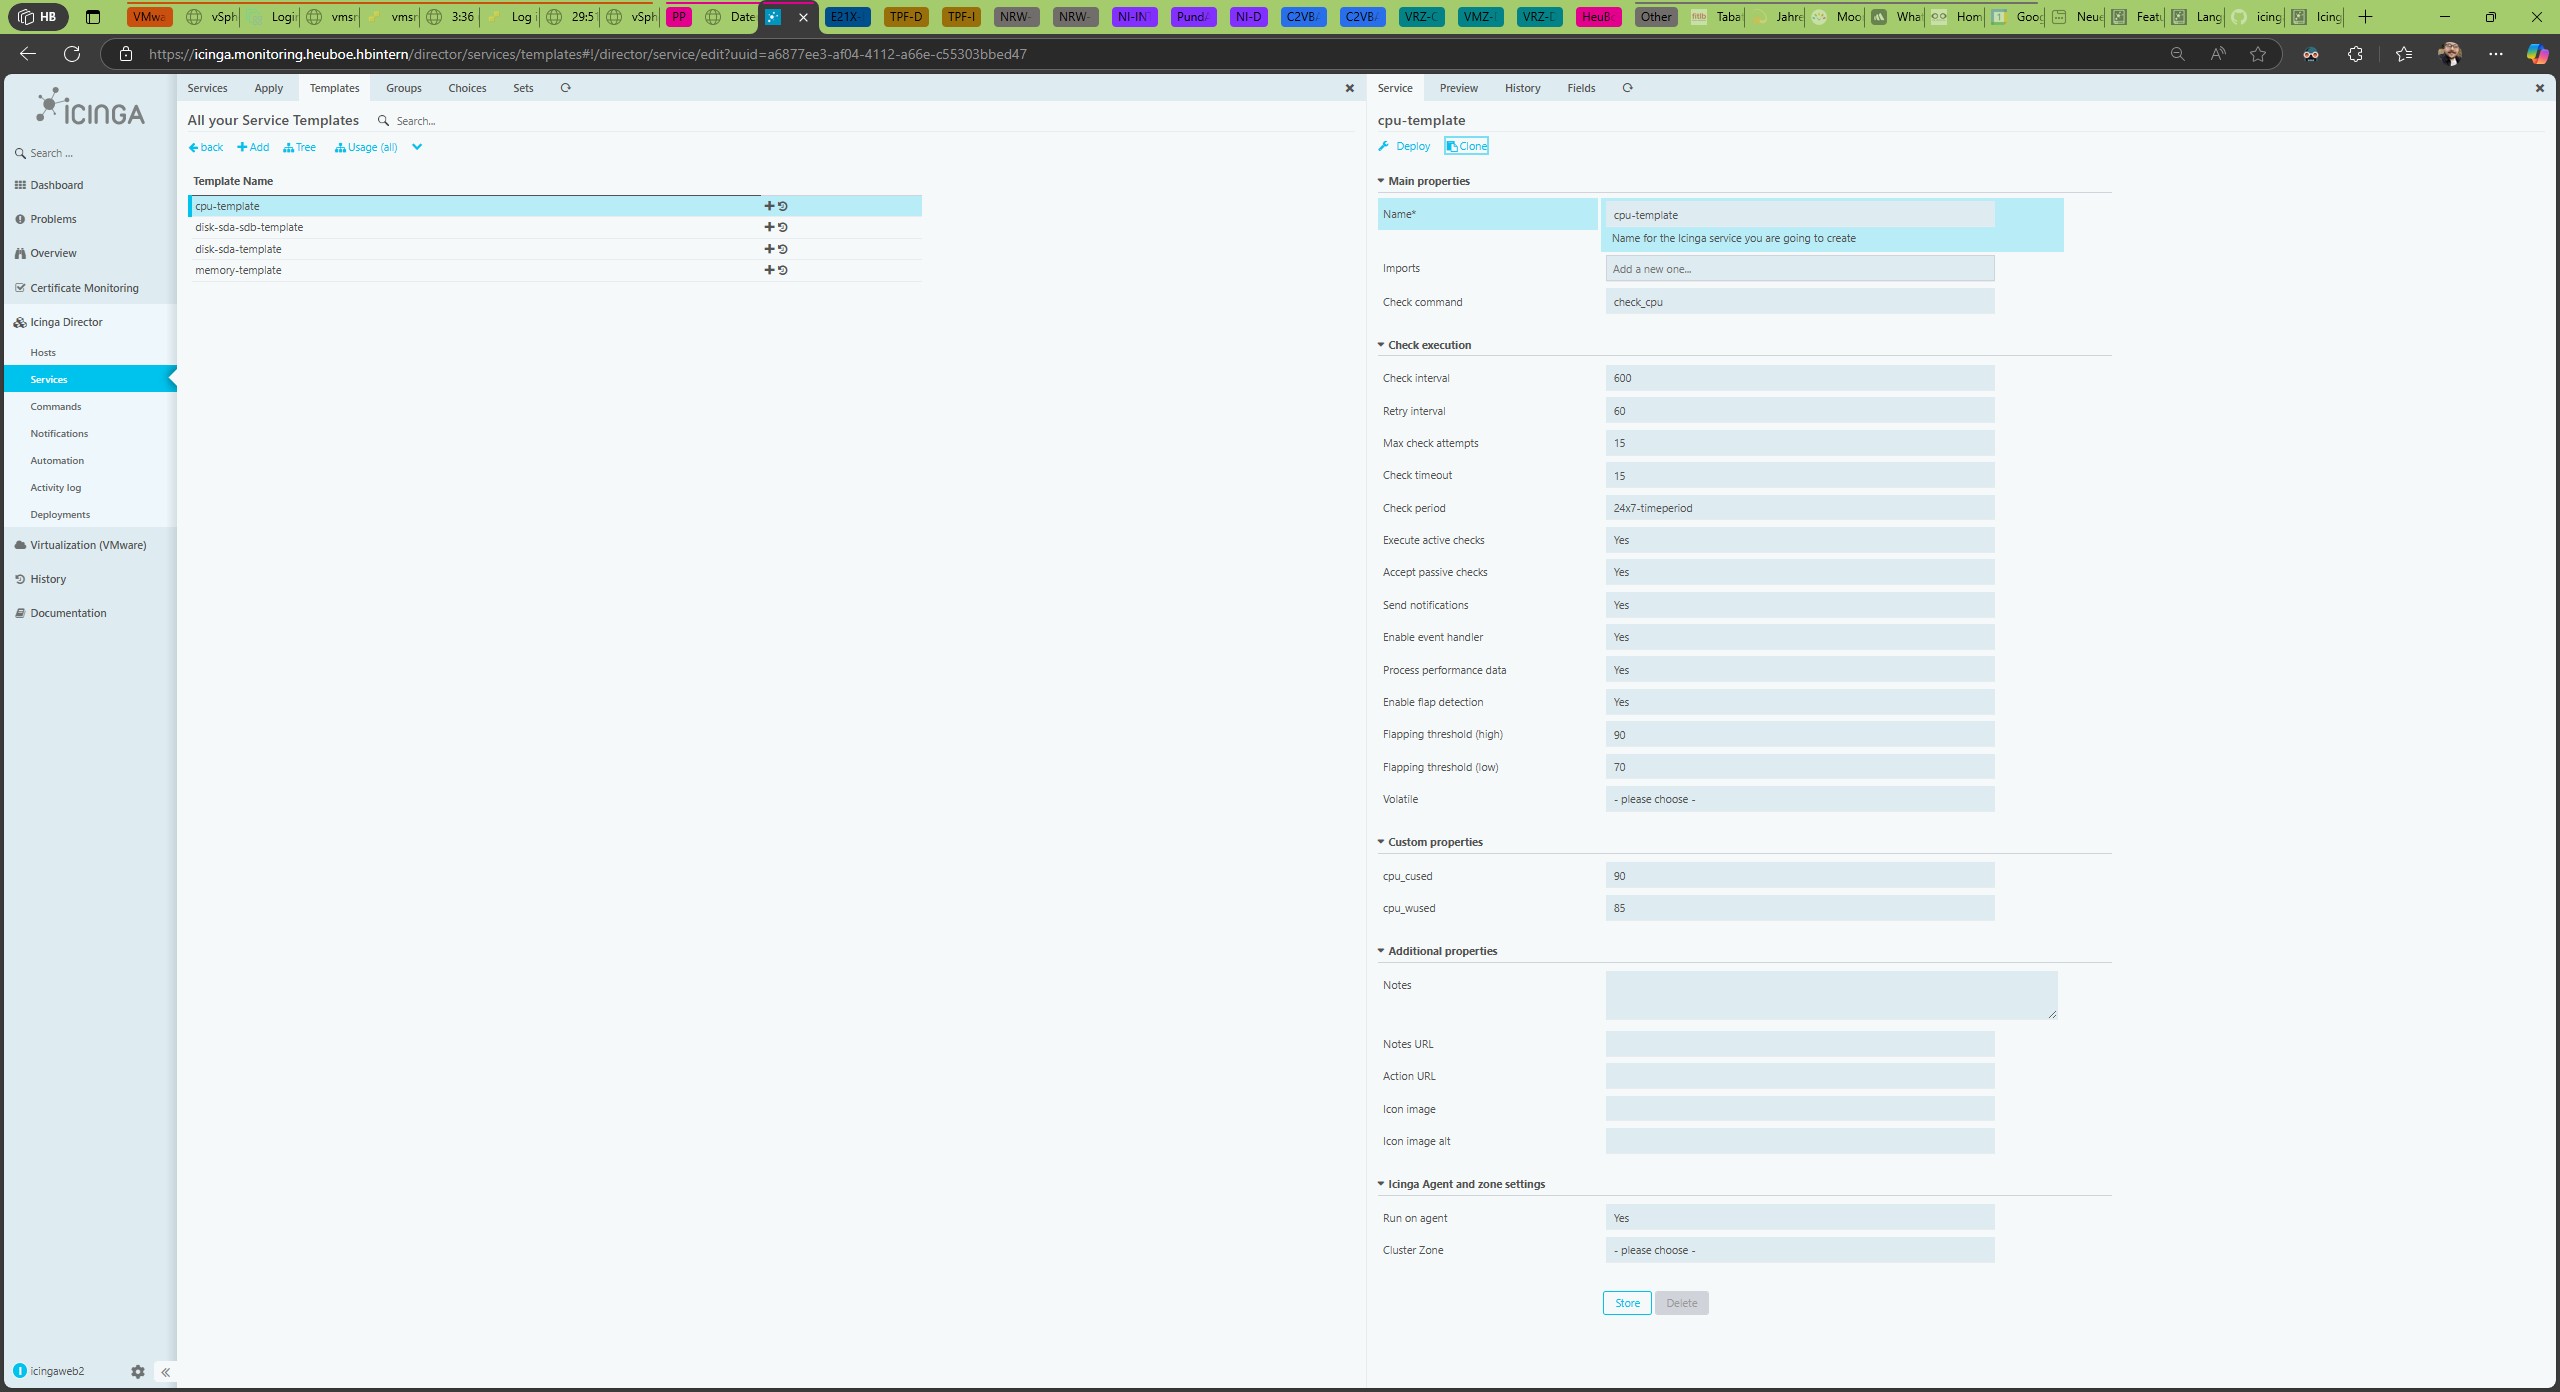 HB
VMwa
vSph
Login
vmsr
vmsr
3:36
Log i
29:51
vSph
PP
Date
E21X-
TPF-D
TPF-I
NRW-
NRW-
NI-IN
PundA
NI-D
C2VBA
C2VBA
VRZ-C
VMZ-
VRZ-D
HeuBo
Other
Taba
Jahre
Moo
Wha
Hom
Goog
Neue
Featu
Lang
icing
Icing
https://icinga.monitoring.heuboe.hbintern/director/services/templates#!/director/service/edit?uuid=a6877ee3-af04-4112-a66e-c55303bbed47
iCINGA
Search ...
Dashboard
Problems
Overview
Certificate Monitoring
Icinga Director
Hosts
Services
Commands
Notifications
Automation
Activity log
Deployments
Virtualization (VMware)
History
Documentation
icingaweb2
Services Apply Templates Groups Choices Sets
All your Service Templates Search...
back Add Tree Usage (all)
Template Name
cpu-template
disk-sda-sdb-template
disk-sda-template
memory-template
Service Preview History Fields
cpu-template
Deploy Clone
Main properties
Name* cpu-template
Name for the Icinga service you are going to create
Imports Add a new one...
Check command check_cpu
Check execution
Check interval 600
Retry interval 60
Max check attempts 15
Check timeout 15
Check period 24x7-timeperiod
Execute active checks Yes
Accept passive checks Yes
Send notifications Yes
Enable event handler Yes
Process performance data Yes
Enable flap detection Yes
Flapping threshold (high) 90
Flapping threshold (low) 70
Volatile - please choose -
Custom properties
cpu_cused 90
cpu_wused 85
Additional properties
Notes
Notes URL
Action URL
Icon image
Icon image alt
Icinga Agent and zone settings
Run on agent Yes
Cluster Zone - please choose -
Store Delete